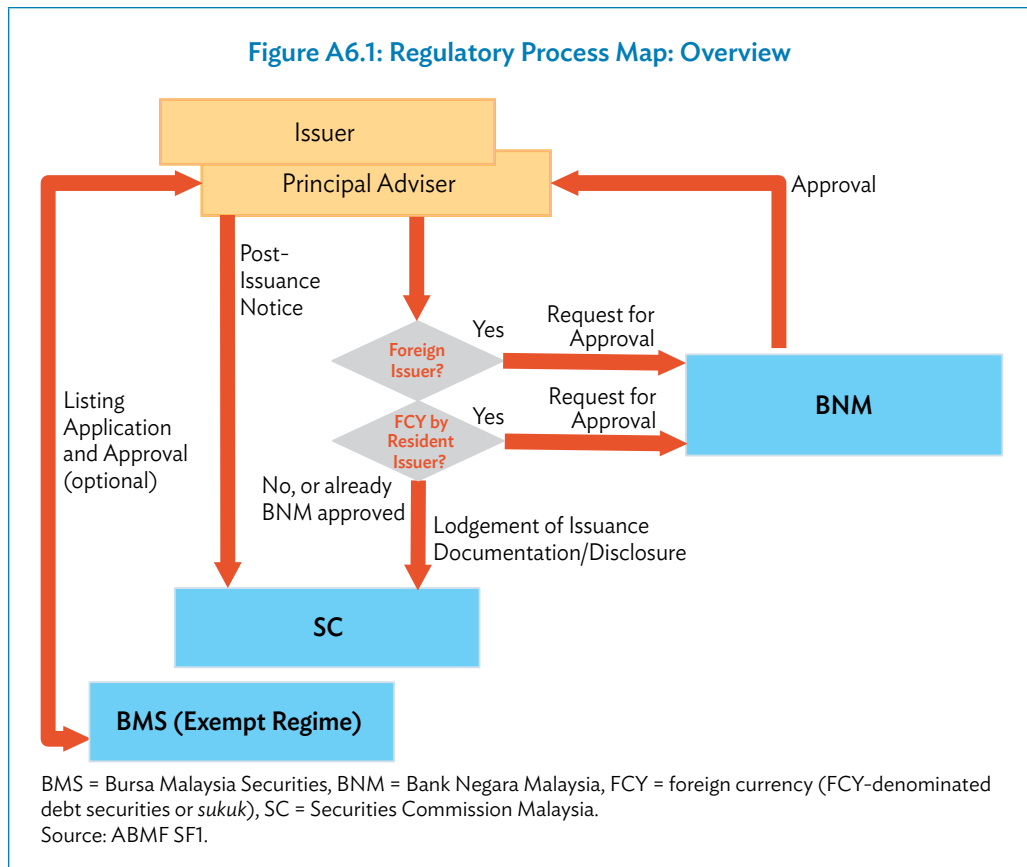 Figure A6.1: Regulatory Process Map: Overview
Issuer
Principal Adviser
Approval
Post-
Issuance
Notice
Yes
Request for
Approval
Foreign
Issuer?
BNM
Listing
Application
and Approval
(optional)
Yes
Request for
Approval
FCY by
Resident
Issuer?
No, or already
BNM approved
Lodgement of Issuance
Documentation/Disclosure
SC
BMS (Exempt Regime)
BMS = Bursa Malaysia Securities, BNM = Bank Negara Malaysia, FCY = foreign currency (FCY-denominated
debt securities or sukuk), SC = Securities Commission Malaysia.
Source: ABMF SF1.